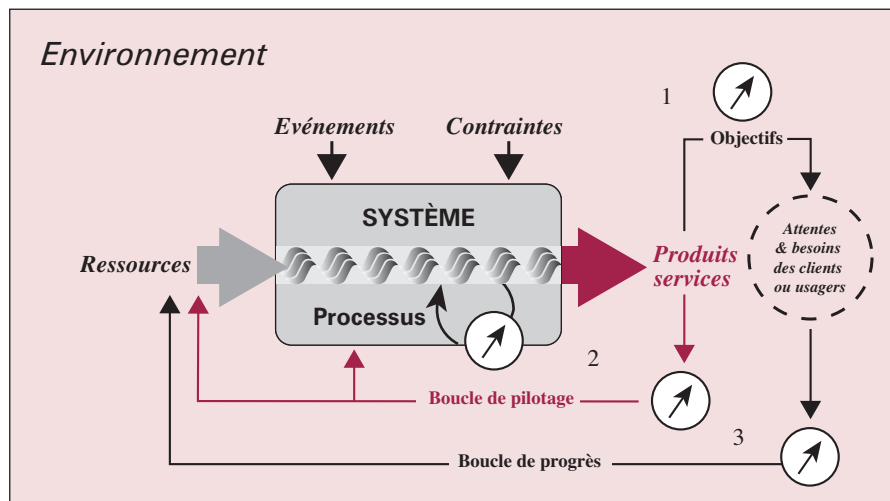 Environnement
1
Evénements
Contraintes
Objectifs
SYSTÈME
Ressources
Produits
services
Attentes
& besoins
des clients
ou usagers
Processus
2
Boucle de pilotage
3
Boucle de progrès